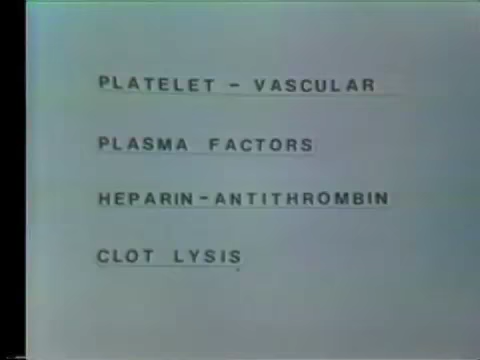 PLATELET - VASCULAR
PLASMA FACTORS
HEPARIN-ANTITHROMBIN
CLOT LYSIS